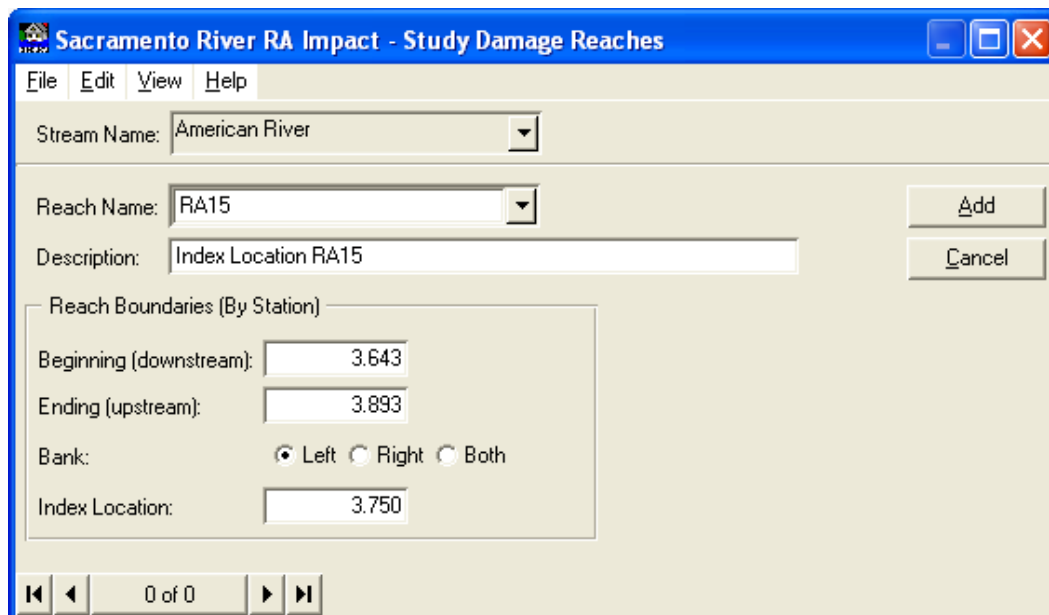 Sacramento River RA Impact - Study Damage Reaches
File Edit View Help
Stream Name: American River
Reach Name: RA15
Add
Description: Index Location RA15
Cancel
Reach Boundaries (By Station)
Beginning (downstream): 3.643
Ending (upstream): 3.893
Bank: Left Right Both
Index Location: 3.750
0 of 0